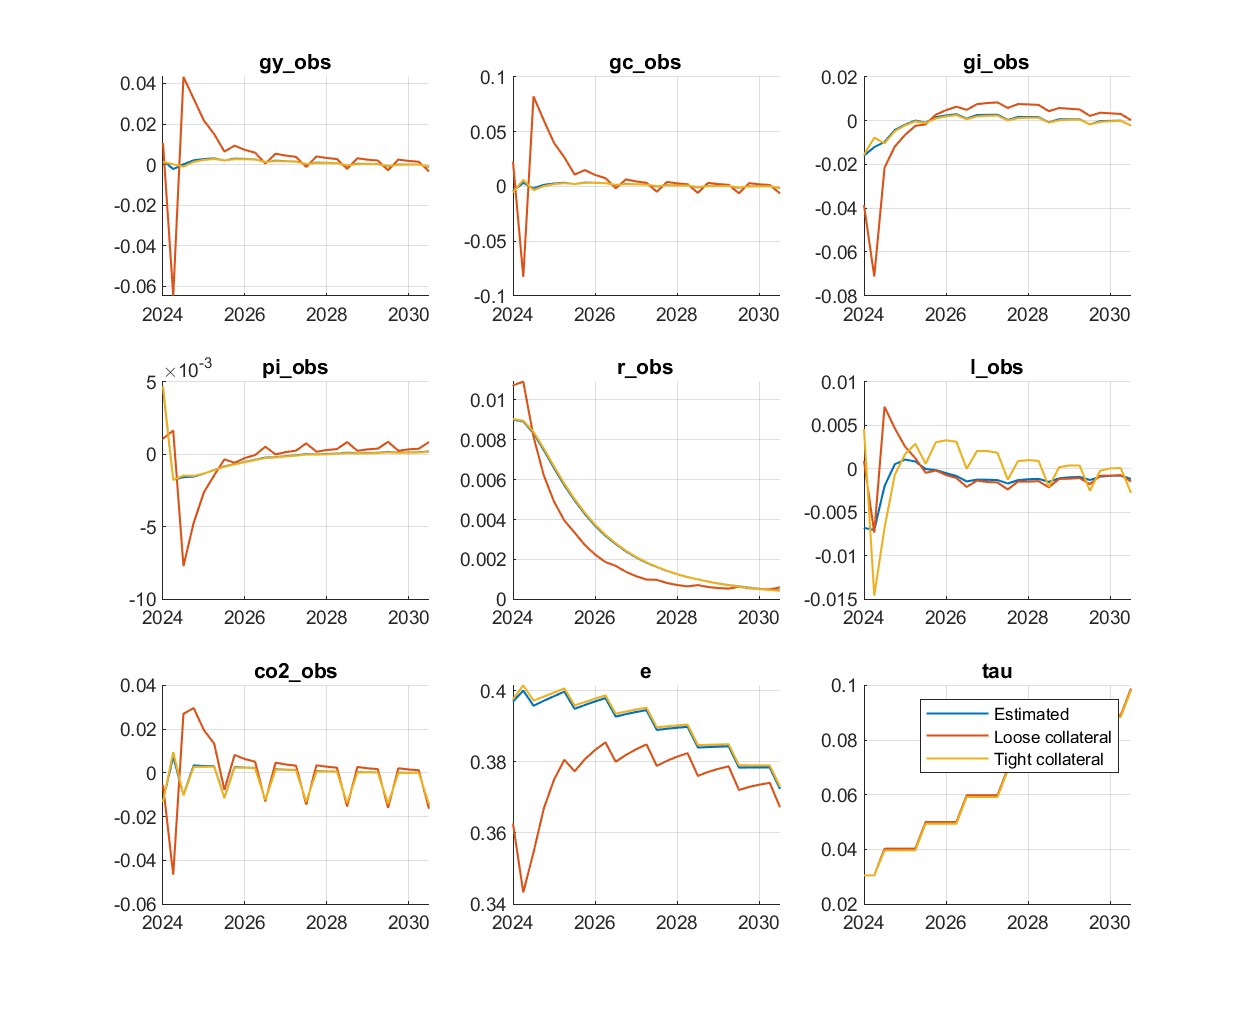 gy_obs
0.04
0.02
0
-0.02
-0.04
-0.06
2024 2026 2028 2030
gc_obs
0.1
0.05
0
-0.05
-0.1
2024 2026 2028 2030
gi_obs
0.02
0
-0.02
-0.04
-0.06
-0.08
2024 2026 2028 2030
pi_obs
×10-3
5
0
-5
-10
2024 2026 2028 2030
r_obs
0.01
0.008
0.006
0.004
0.002
0
2024 2026 2028 2030
l_obs
0.01
0.005
0
-0.005
-0.01
-0.015
2024 2026 2028 2030
co2_obs
0.04
0.02
0
-0.02
-0.04
-0.06
2024 2026 2028 2030
e
0.4
0.38
0.36
0.34
2024 2026 2028 2030
tau
0.1
0.08
0.06
0.04
0.02
2024 2026 2028 2030
Estimated
Loose collateral
Tight collateral